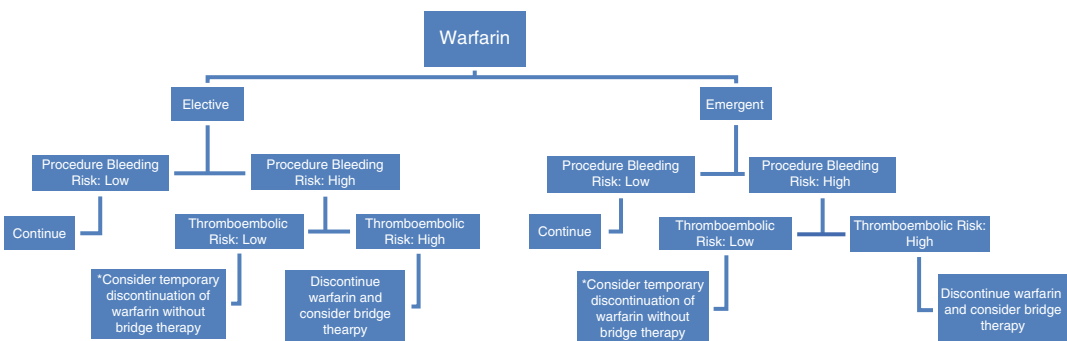 Warfarin
Elective
Emergent
Procedure Bleeding
Risk: Low
Procedure Bleeding
Risk: High
Procedure Bleeding
Risk: Low
Procedure Bleeding
Risk: High
Continue
Thromboembolic
Risk: Low
Thromboembolic
Risk: High
Continue
Thromboembolic
Risk: Low
Thromboembolic Risk:
High
*Consider temporary
discontinuation of
warfarin without
bridge therapy
Discontinue
warfarin and
consider bridge
thearpy
*Consider temporary
discontinuation of
warfarin without
bridge therapy
Discontinue warfarin
and consider bridge
therapy